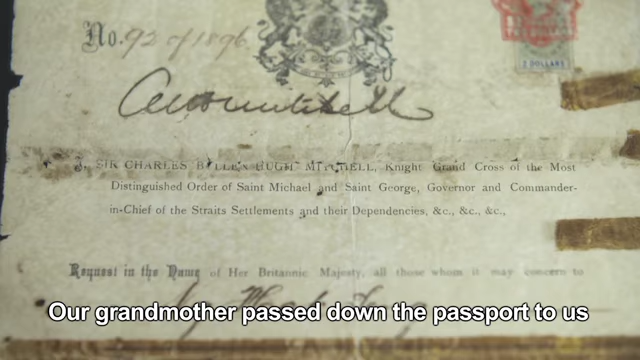 No. 92 of 1896
2 DOLLARS
I, SIR CHARLES BULLEN HUGH MITCHELL, Knight Grand Cross of the Most
Distinguished Order of Saint Michael and Saint George, Governor and Commander-
in-Chief of the Straits Settlements and their Dependencies, &c., &c., &c.,
Request in the Name of Her Britannic Majesty, all those whom it may concern to
Our grandmother passed down the passport to us